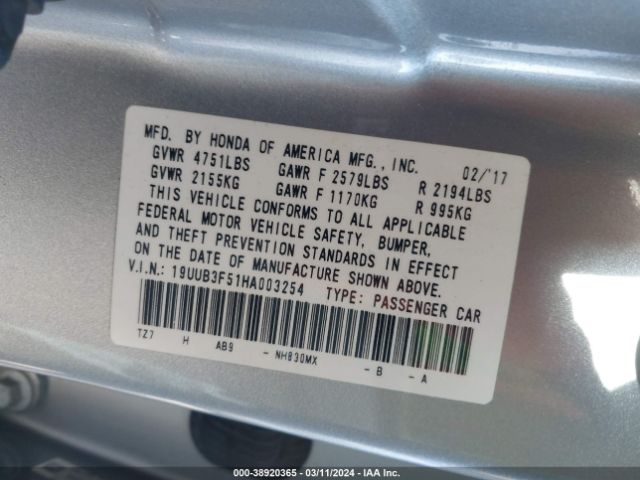 MFD. BY HONDA OF AMERICA MFG., INC. 02/'17
GVWR 4751LBS GAWR F 2579LBS R 2194LBS
GVWR 2155KG GAWR F 1170KG R 995KG
THIS VEHICLE CONFORMS TO ALL APPLICABLE
FEDERAL MOTOR VEHICLE SAFETY, BUMPER,
AND THEFT PREVENTION STANDARDS IN EFFECT
ON THE DATE OF MANUFACTURE SHOWN ABOVE.
V.I.N.: 19UUB3F51HA003254 TYPE: PASSENGER CAR
TZ7 H AB9 - NH830MX - B - A
000-38920365 - 03/11/2024 - IAA Inc.